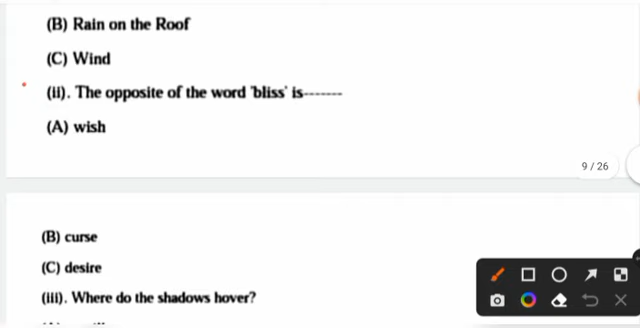 (B) Rain on the Roof
(C) Wind
(ii). The opposite of the word 'bliss' is-------
(A) wish
9 / 26
(B) curse
(C) desire
(iii). Where do the shadows hover?